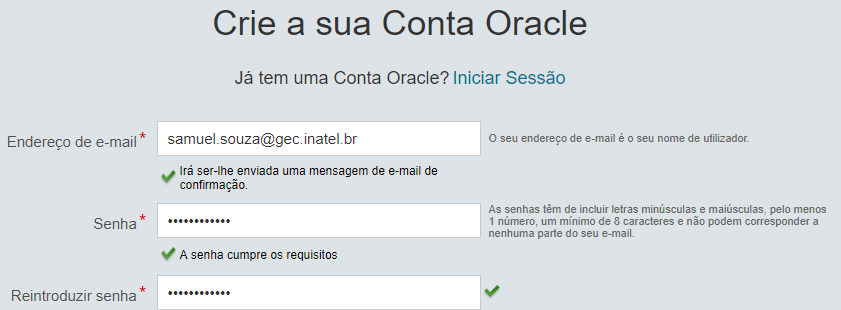 Crie a sua Conta Oracle
Já tem uma Conta Oracle? Iniciar Sessão
Endereço de e-mail*
samuel.souza@gec.inatel.br
O seu endereço de e-mail é o seu nome de utilizador.
Irá ser-lhe enviada uma mensagem de e-mail de
confirmação.
Senha*
••••••••••••
As senhas têm de incluir letras minúsculas e maiúsculas, pelo menos
1 número, um mínimo de 8 caracteres e não podem corresponder a
nenhuma parte do seu e-mail.
A senha cumpre os requisitos
Reintroduzir senha*
••••••••••••